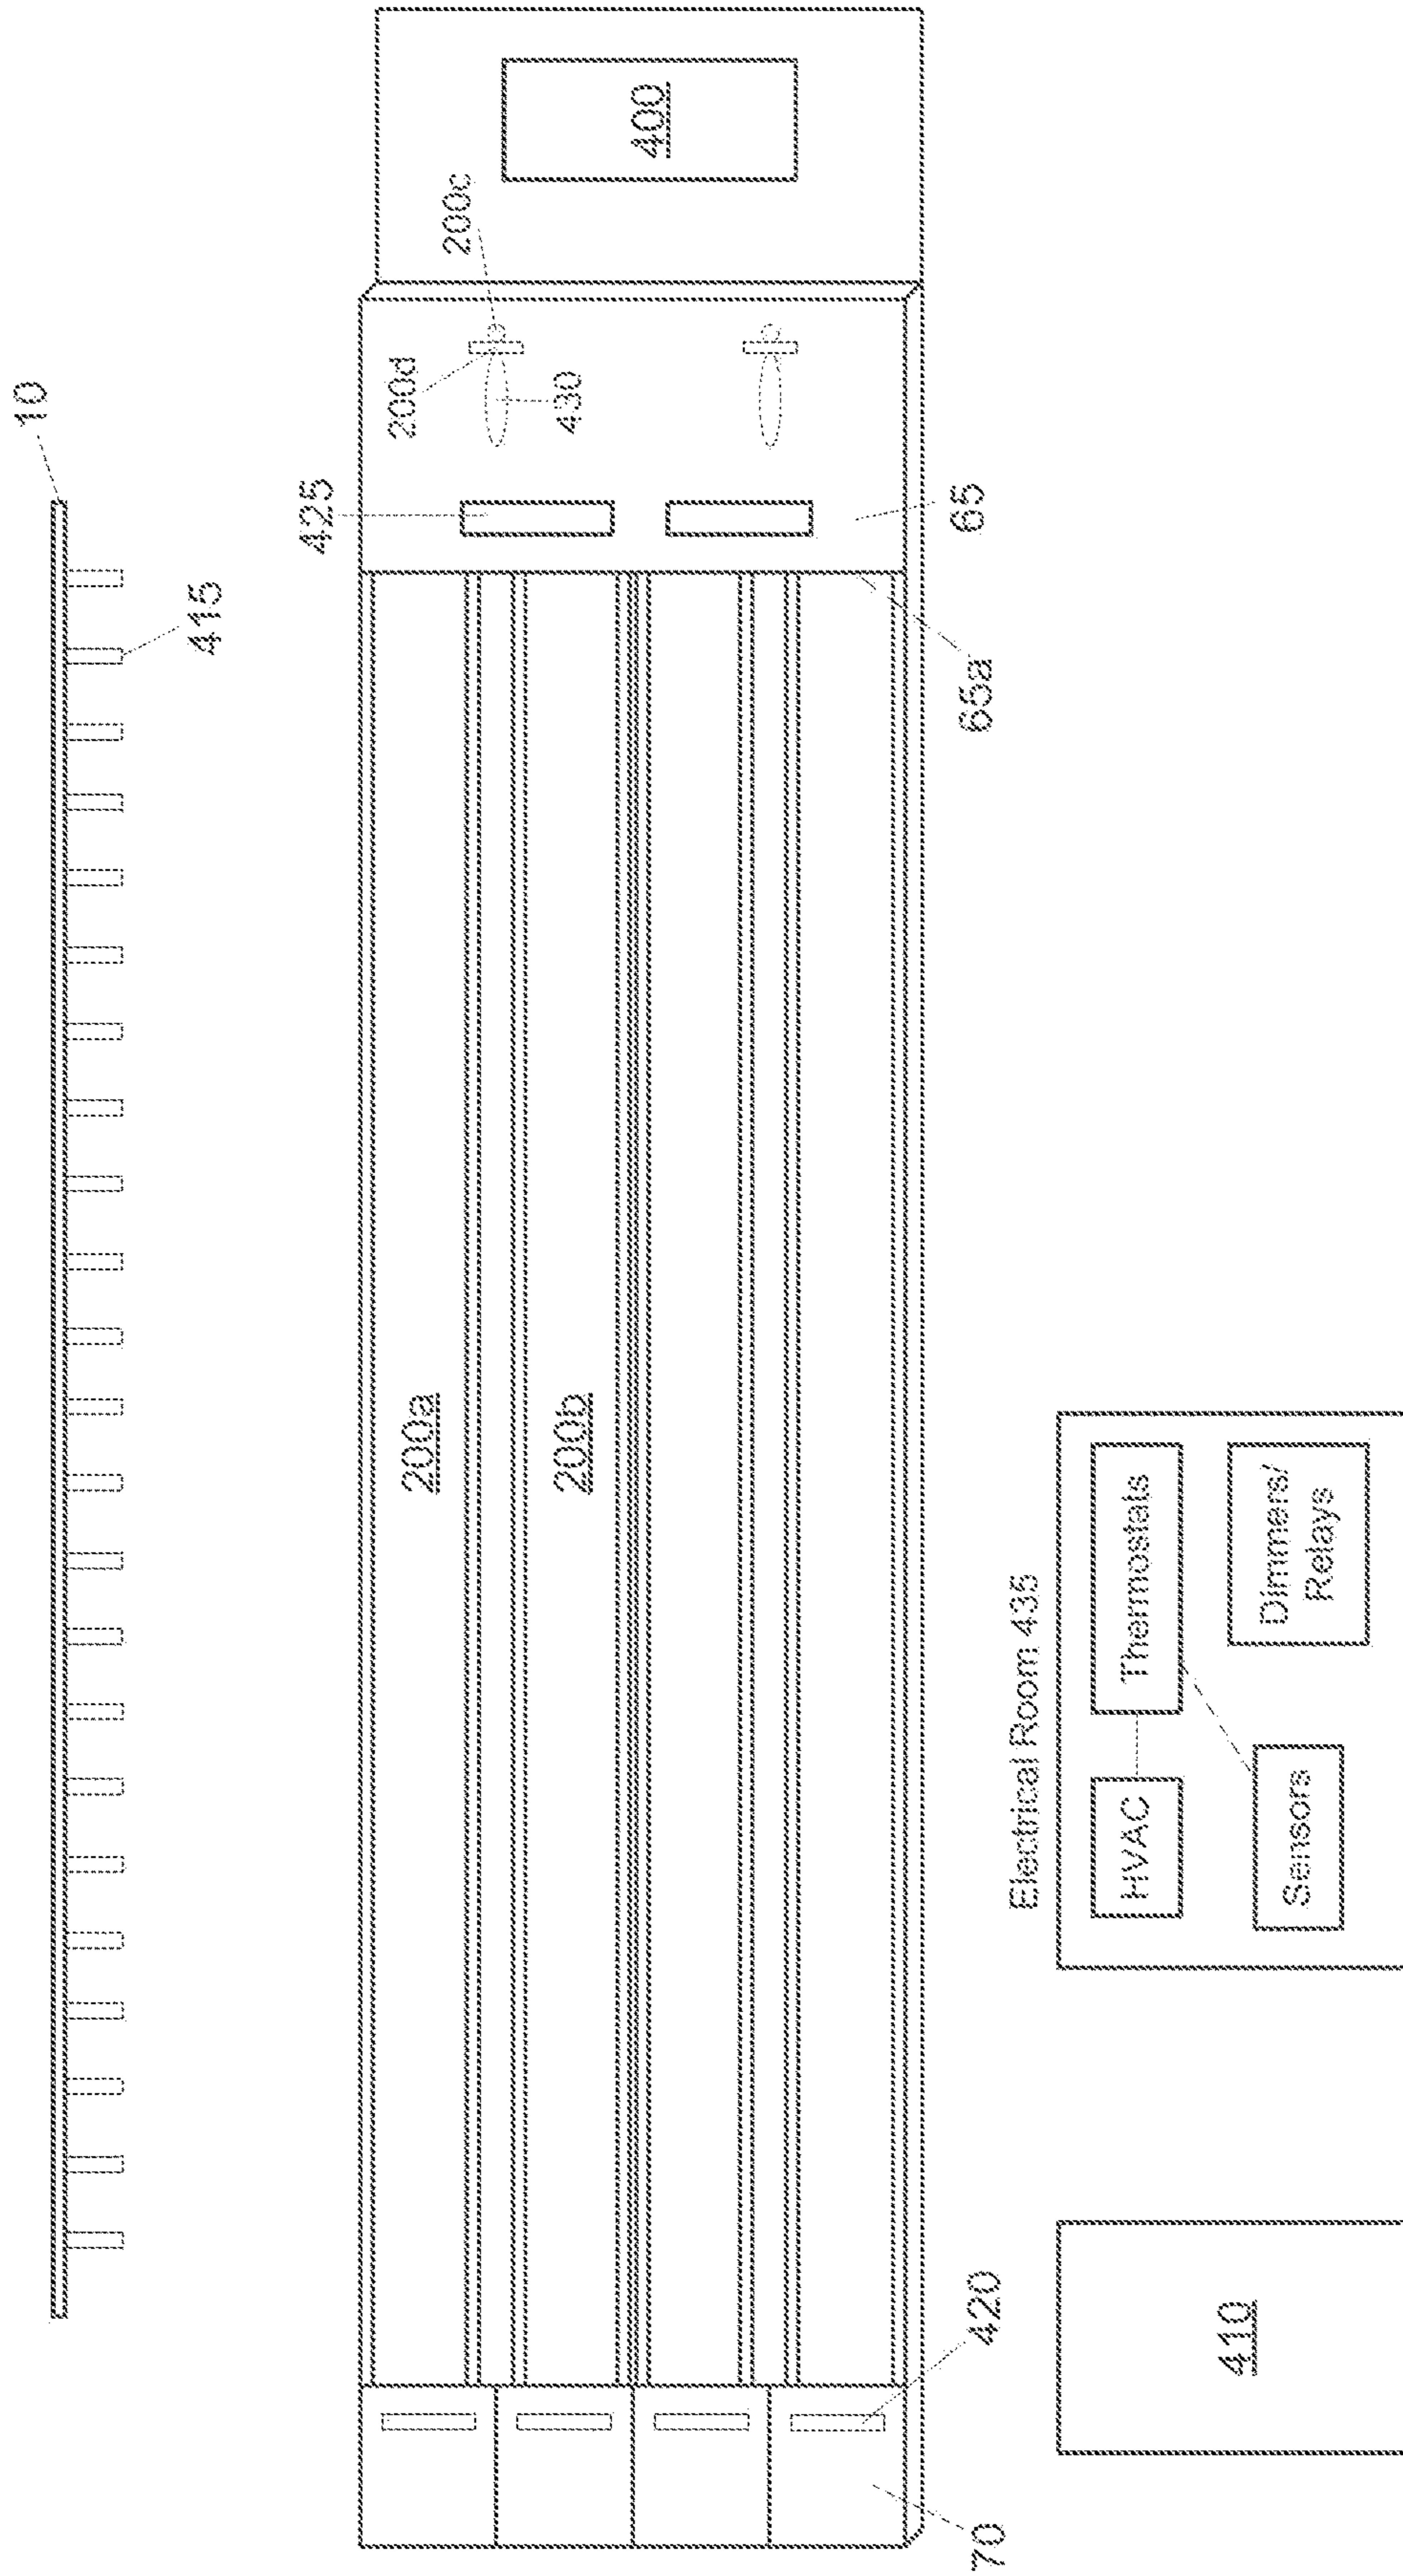 10
415
425
200d
200c
430
400
200a
200b
65
65a
70
420
410
Electrical Room 435
HVAC
Thermostats
Sensors
Dimmers/
Relays